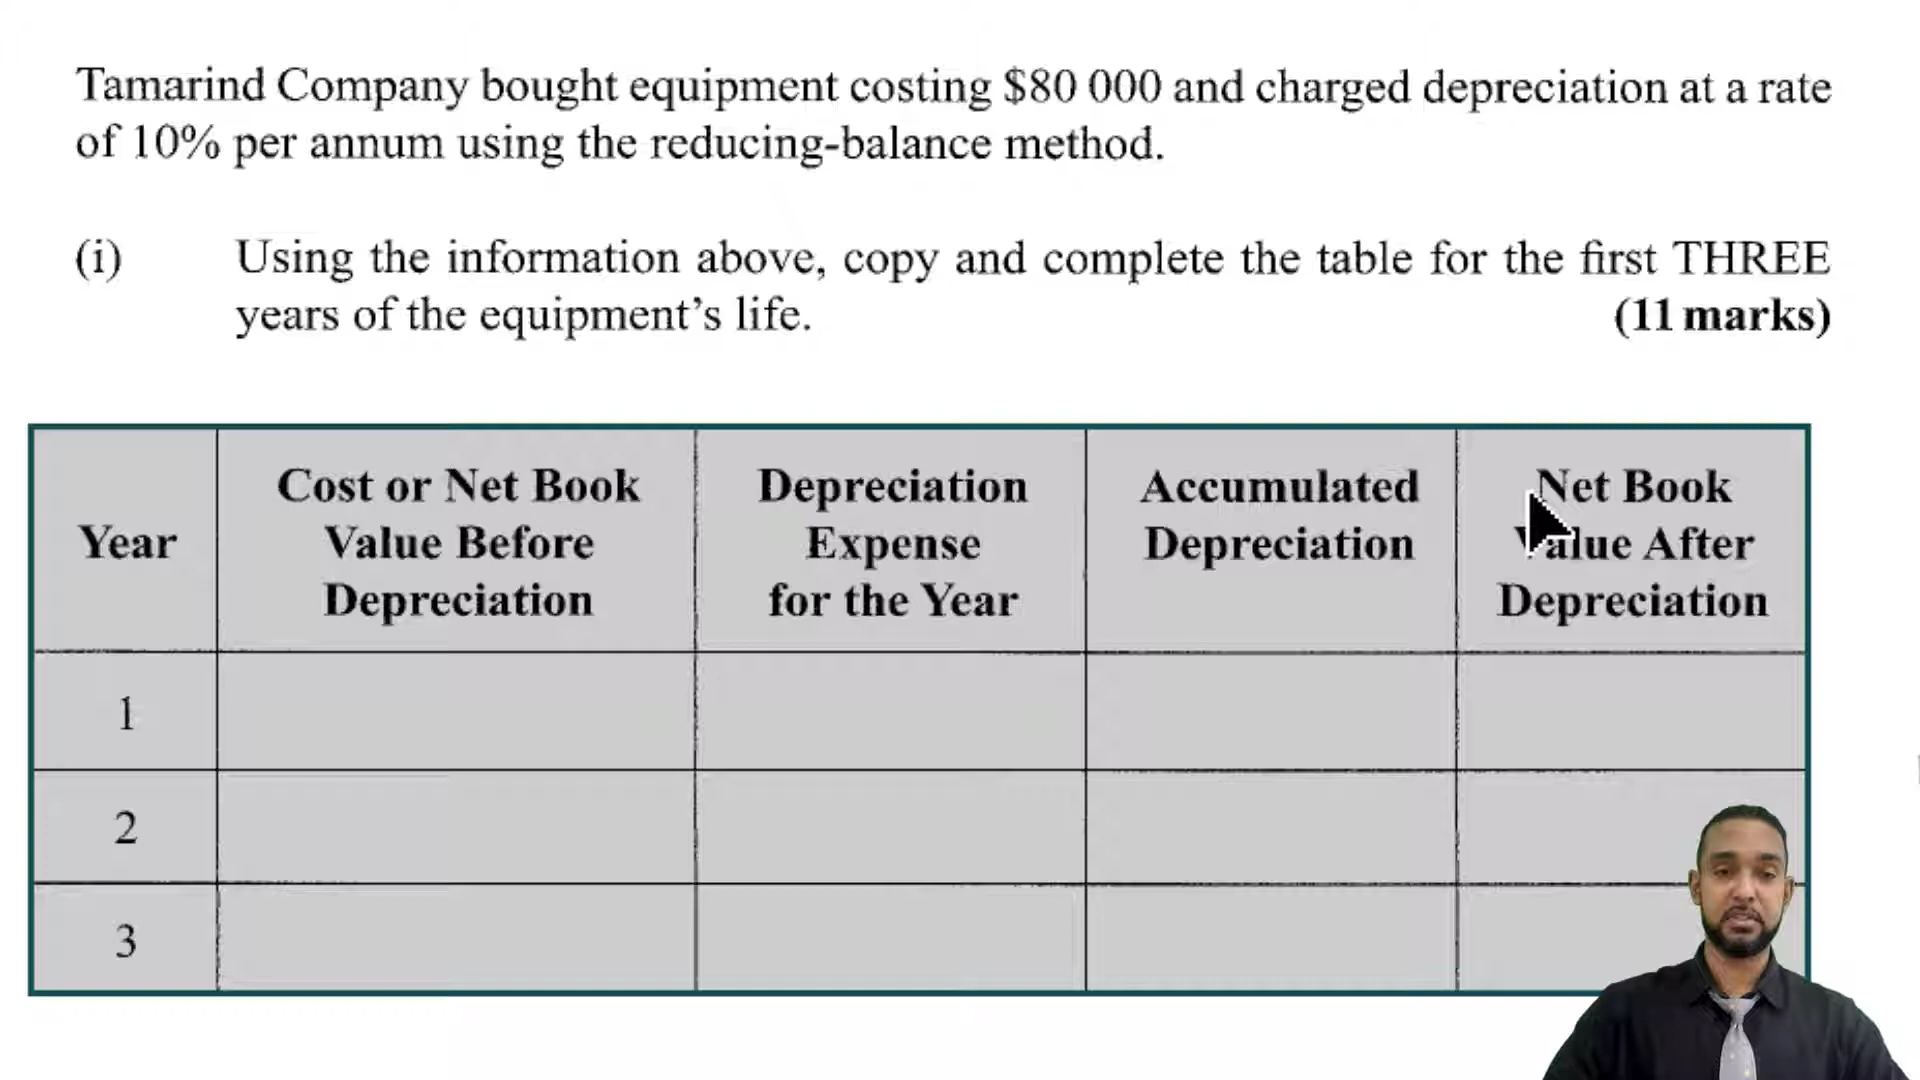 Tamarind Company bought equipment costing $80 000 and charged depreciation at a rate
of 10% per annum using the reducing-balance method.
(i) Using the information above, copy and complete the table for the first THREE
years of the equipment's life. (11 marks)
Year
Cost or Net Book
Value Before
Depreciation
Depreciation
Expense
for the Year
Accumulated
Depreciation
Net Book
Value After
Depreciation
1
2
3